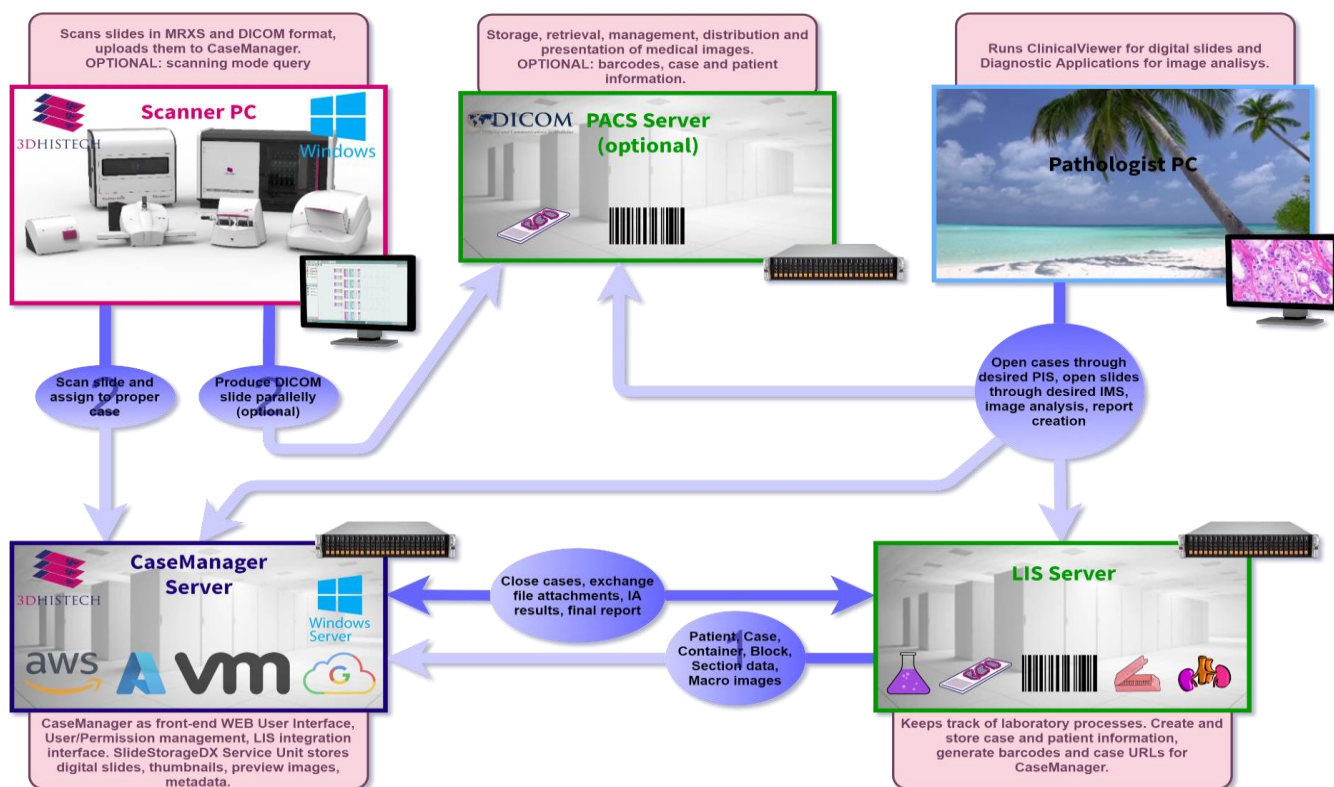 Scans slides in MRXS and DICOM format,
uploads them to CaseManager.
OPTIONAL: scanning mode query
Storage, retrieval, management, distribution and
presentation of medical images.
OPTIONAL: barcodes, case and patient
information.
Runs ClinicalViewer for digital slides and
Diagnostic Applications for image analisys.
3DHISTECH
Scanner PC
Windows
DICOM
PACS Server
(optional)
Pathologist PC
2
Scan slide and
assign to proper
case
2
Produce DICOM
slide parallelly
(optional)
Open cases through
desired PIS, open slides
through desired IMS,
image analysis, report
creation
3DHISTECH
CaseManager
Server
Windows
Server
aws
vm
Close cases, exchange
file attachments, IA
results, final report
1
Patient, Case,
Container, Block,
Section data,
Macro images
LIS Server
CaseManager as front-end WEB User Interface,
User/Permission management, LIS integration
interface. SlideStorageDX Service Unit stores
digital slides, thumbnails, preview images,
metadata.
Keeps track of laboratory processes. Create and
store case and patient information,
generate barcodes and case URLs for
CaseManager.